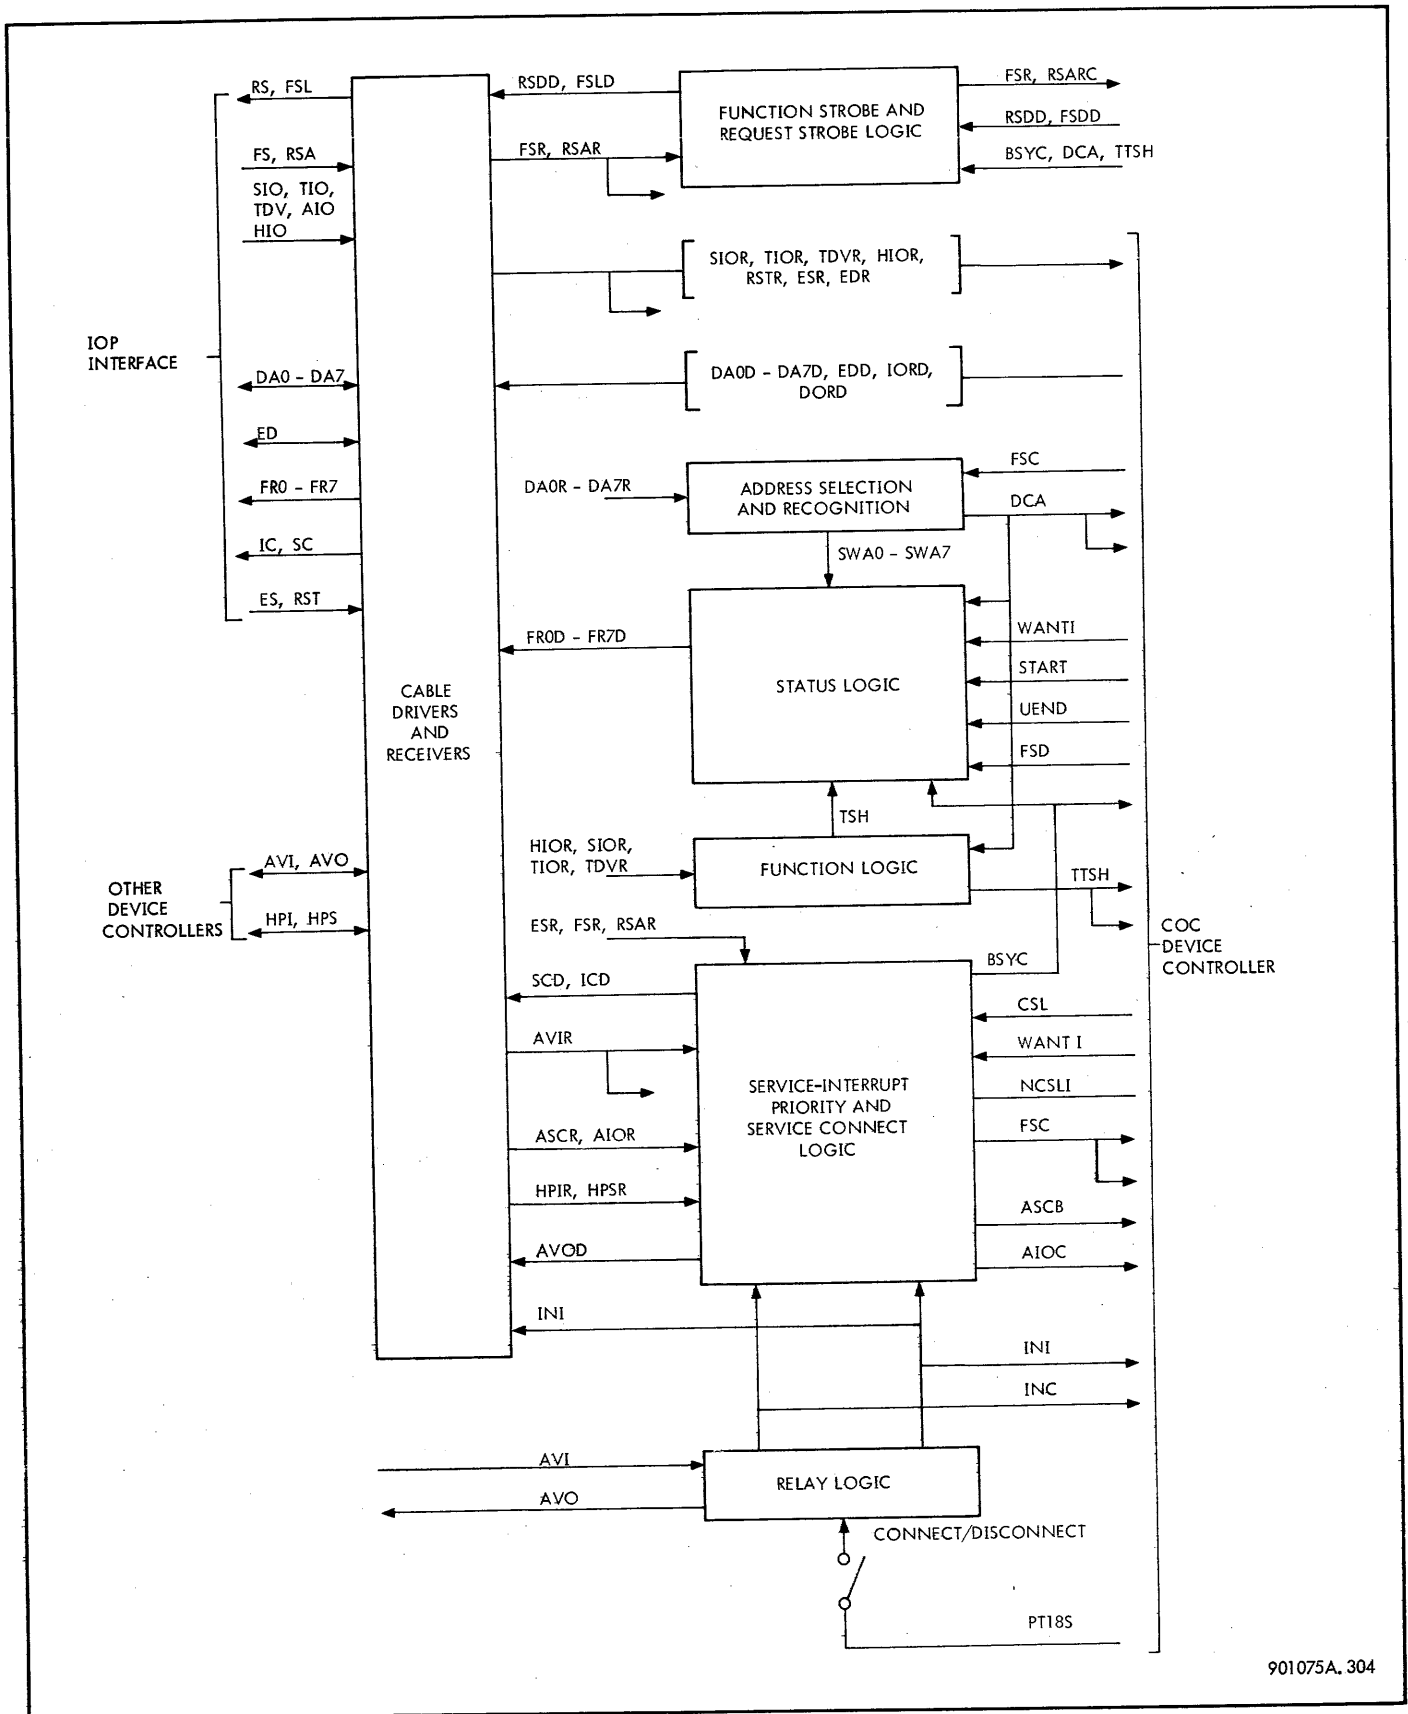 RS, FSL
RSDD, FSLD
FUNCTION STROBE AND
REQUEST STROBE LOGIC
FSR, RSARC
RSDD, FSDD
BSYC, DCA, TTSH
FS, RSA
FSR, RSAR
SIO, TIO,
TDV, AIO
HIO
SIOR, TIOR, TDVR, HIOR,
RSTR, ESR, EDR
IOP
INTERFACE
DA0 - DA7
DA0D - DA7D, EDD, IORD,
DORD
ED
FR0 - FR7
DA0R - DA7R
ADDRESS SELECTION
AND RECOGNITION
FSC
DCA
IC, SC
SWA0 - SWA7
ES, RST
FR0D - FR7D
STATUS LOGIC
WANTI
START
UEND
FSD
CABLE
DRIVERS
AND
RECEIVERS
TSH
HIOR, SIOR,
TIOR, TDVR
FUNCTION LOGIC
TTSH
OTHER
DEVICE
CONTROLLERS
AVI, AVO
HPI, HPS
ESR, FSR, RSAR
BSYC
COC
DEVICE
CONTROLLER
SCD, ICD
CSL
AVIR
WANT I
SERVICE-INTERRUPT
PRIORITY AND
SERVICE CONNECT
LOGIC
NCSLI
FSC
ASCR, AIOR
HPIR, HPSR
ASCB
AVOD
AIOC
INI
INI
INC
AVI
AVO
RELAY LOGIC
CONNECT/DISCONNECT
PT18S
901075A. 304